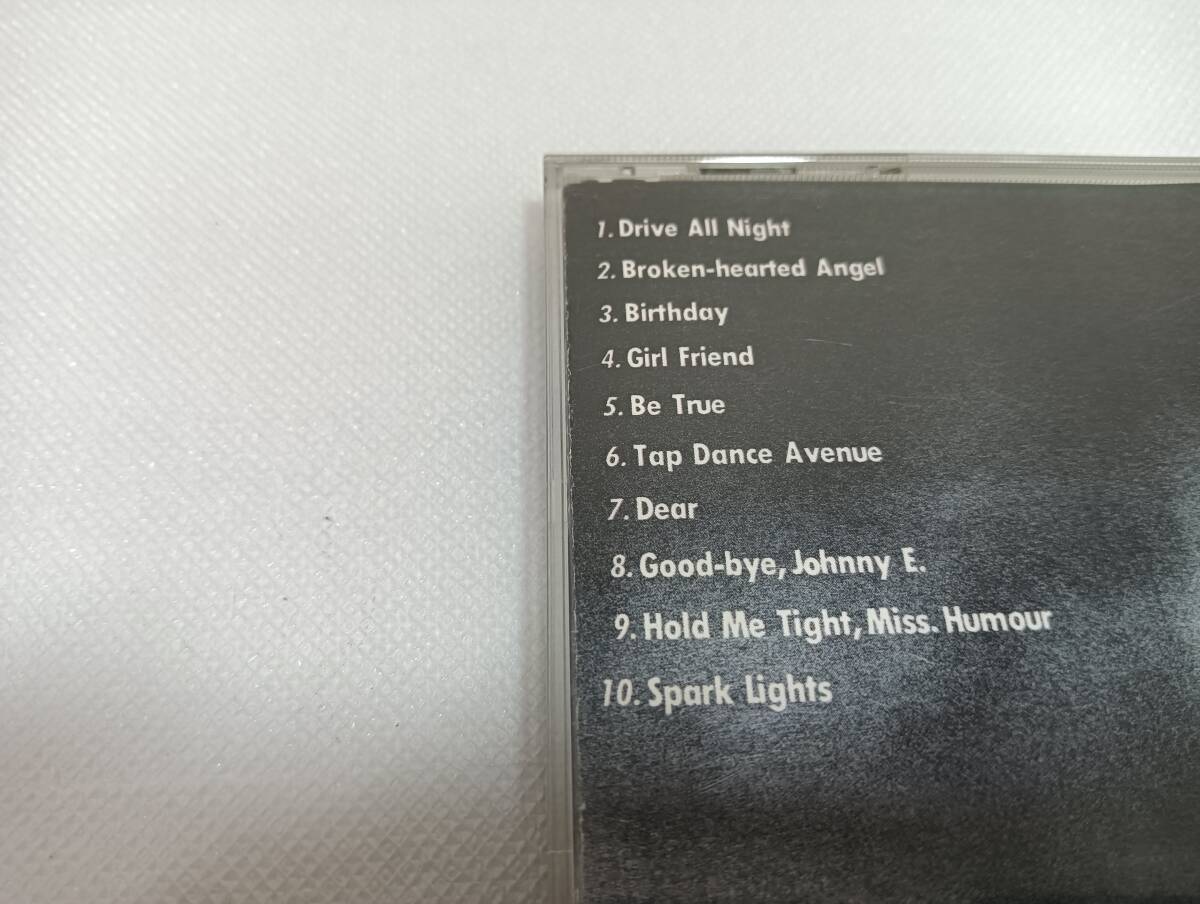 1. Drive All Night
2. Broken-hearted Angel
3. Birthday
4. Girl Friend
5. Be True
6. Tap Dance Avenue
7. Dear
8. Good-bye, Johnny E.
9. Hold Me Tight, Miss. Humour
10. Spark Lights